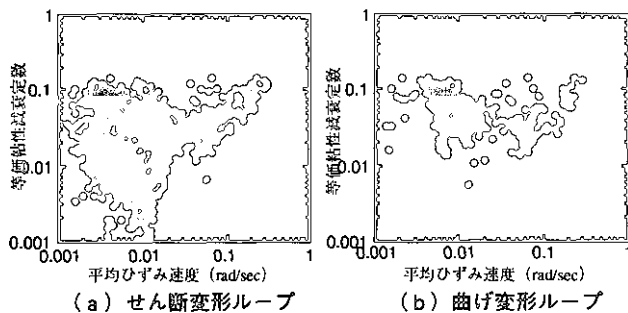 1
0.1
0.01
0.001
等価粘性減衰定数
0.001 0.01 0.1 1
平均ひずみ速度 (rad/sec)
(a) せん断変形ループ
1
0.1
0.01
0.001
等価粘性減衰定数
0.001 0.01 0.1 1
平均ひずみ速度 (rad/sec)
(b) 曲げ変形ループ